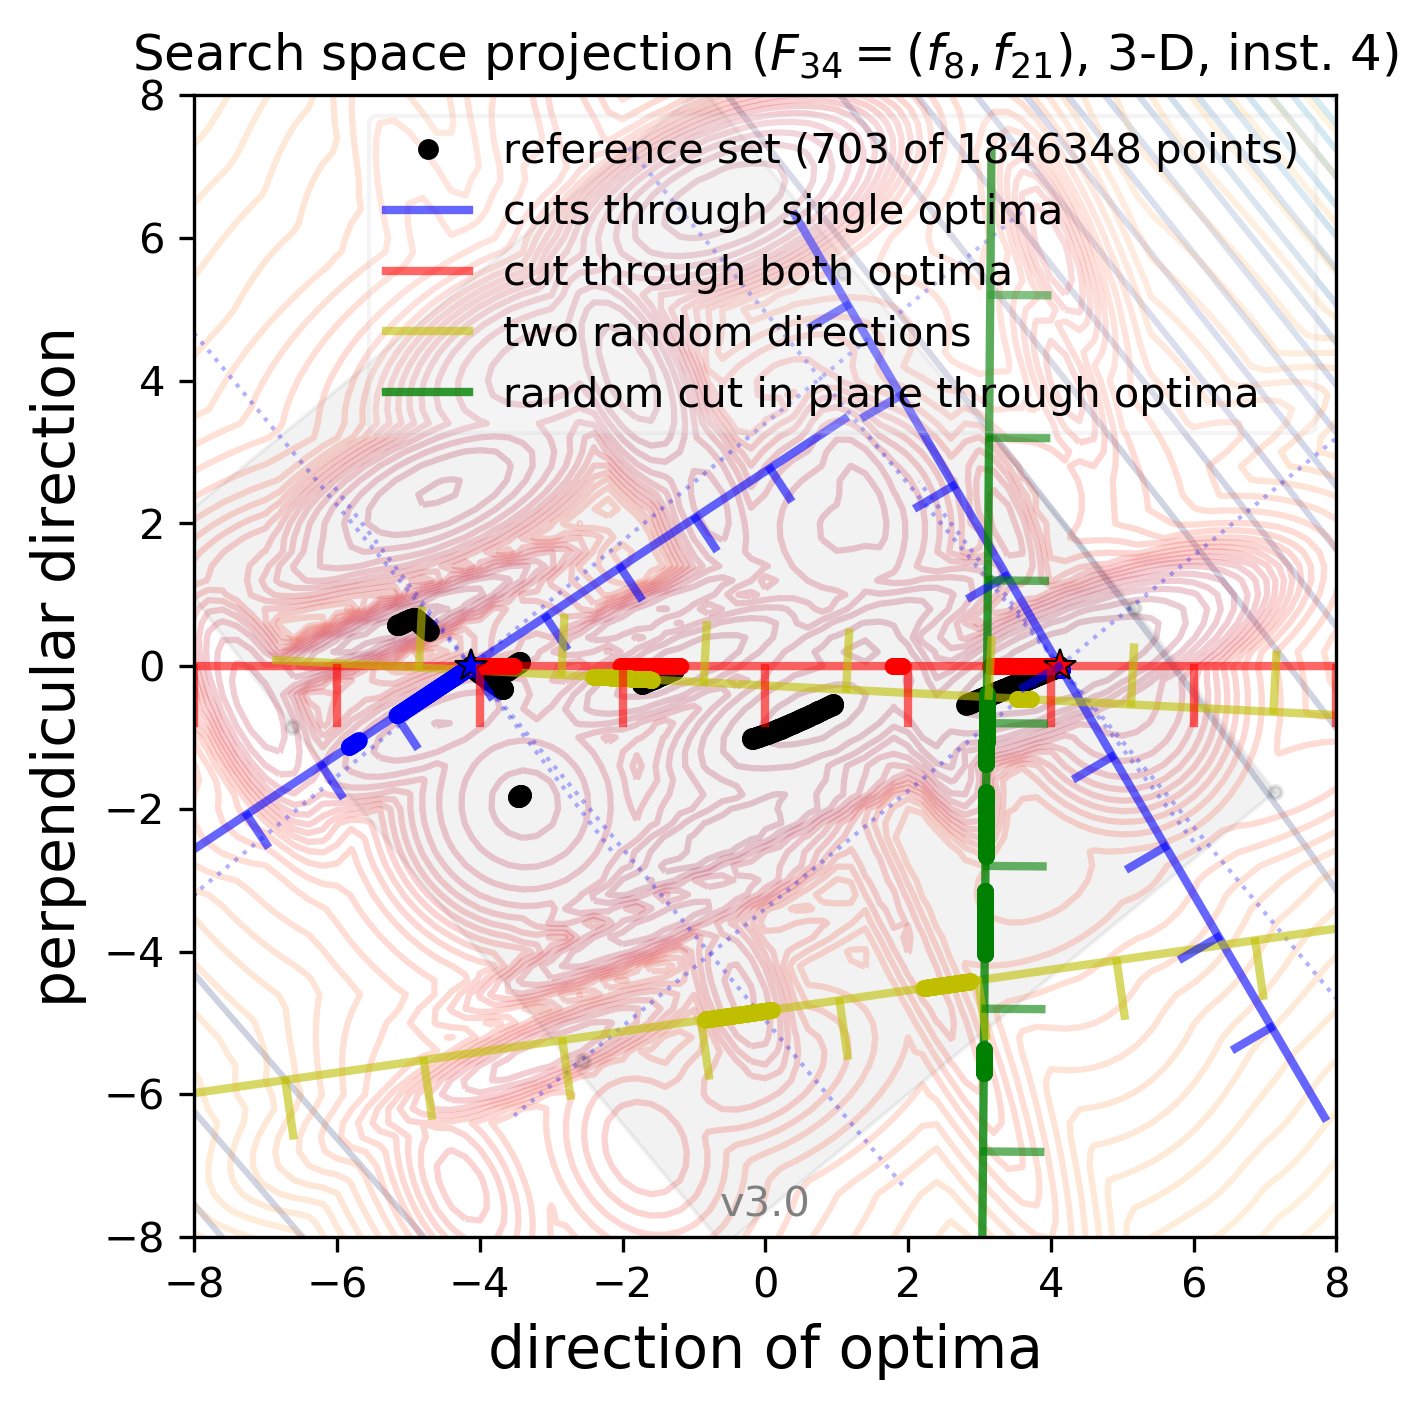 Search space projection (F34 = (f8, f21), 3-D, inst. 4)
8
6
4
2
0
−2
−4
−6
−8
perpendicular direction
reference set (703 of 1846348 points)
cuts through single optima
cut through both optima
two random directions
random cut in plane through optima
v3.0
−8 −6 −4 −2 0 2 4 6 8
direction of optima